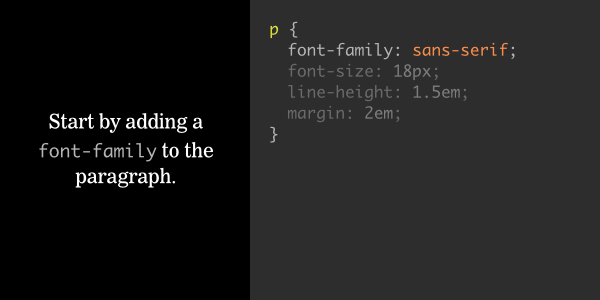 Start by adding a
font-family to the
paragraph.
p {
  font-family: sans-serif;
  font-size: 18px;
  line-height: 1.5em;
  margin: 2em;
}